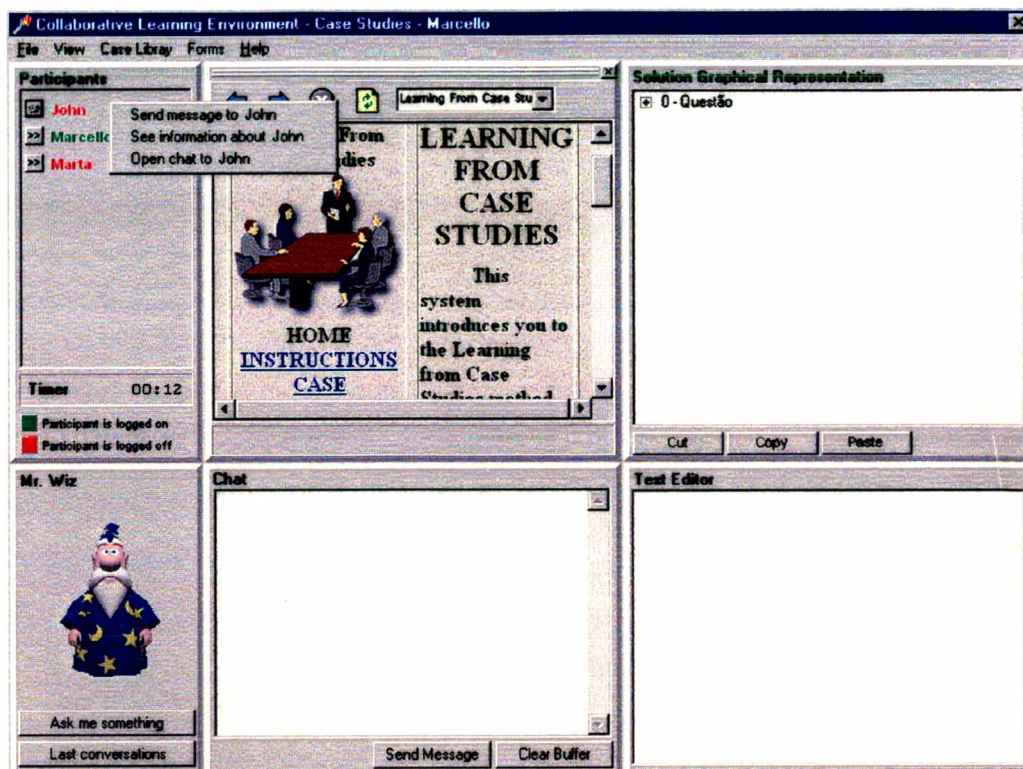 Collaborative Learning Environment - Case Studies - Marcello
File View Case Libray Forms Help
Participants
John
Marcello
Marta
Send message to John
See information about John
Open chat to John
Timer 00:12
Participant is logged on
Participant is logged off
Learning From Case Stu
From
dies
HOME
INSTRUCTIONS
CASE
LEARNING
FROM
CASE
STUDIES
This
system
introduces you to
the Learning
from Case
Studies method
Solution Graphical Representation
0 - Questão
Cut Copy Paste
Mr. Wiz
Ask me something
Last conversations
Chat
Send Message Clear Buffer
Text Editor